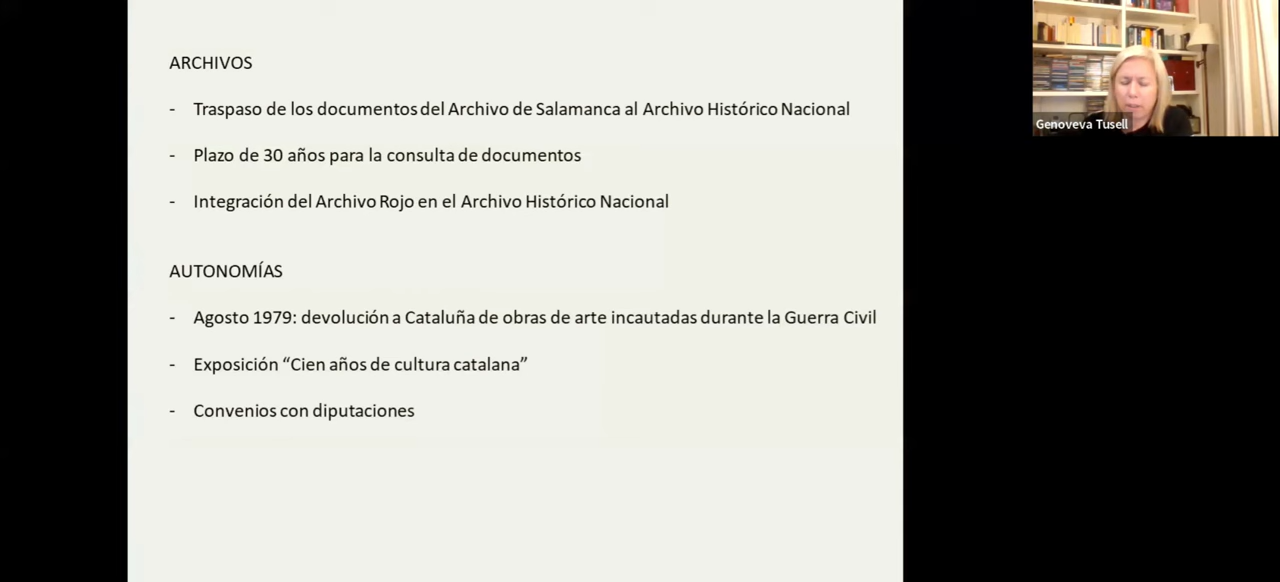 ARCHIVOS
- Traspaso de los documentos del Archivo de Salamanca al Archivo Histórico Nacional
- Plazo de 30 años para la consulta de documentos
- Integración del Archivo Rojo en el Archivo Histórico Nacional
AUTONOMÍAS
- Agosto 1979: devolución a Cataluña de obras de arte incautadas durante la Guerra Civil
- Exposición “Cien años de cultura catalana”
- Convenios con diputaciones
Genoveva Tusell